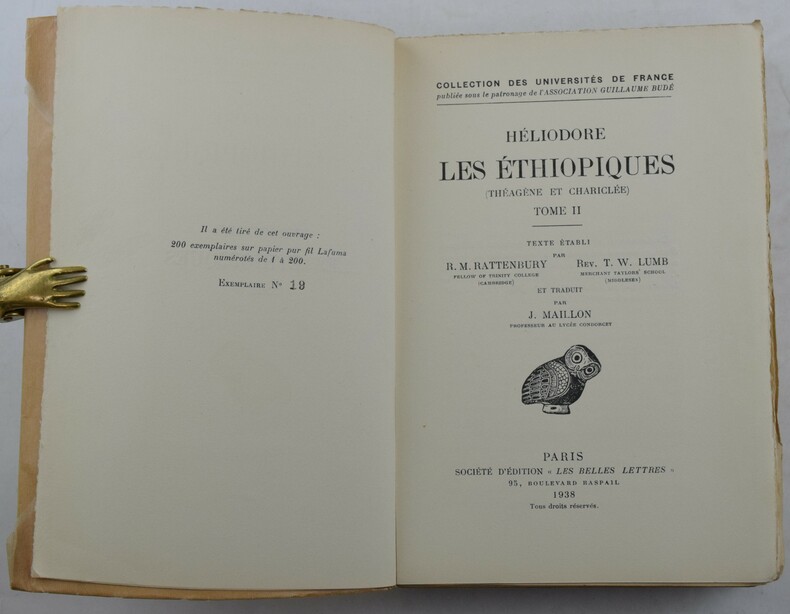 Il a été tiré de cet ouvrage :
200 exemplaires sur papier pur fil Lafuma
numérotés de 1 à 200.
EXEMPLAIRE N° 19
COLLECTION DES UNIVERSITÉS DE FRANCE
publiée sous le patronage de l'ASSOCIATION GUILLAUME BUDÉ
HÉLIODORE
LES ÉTHIOPIQUES
(THÉAGÈNE ET CHARICLÉE)
TOME II
TEXTE ÉTABLI
PAR
R. M. RATTENBURY REV. T. W. LUMB
FELLOW OF TRINITY COLLEGE MERCHANT TAYLORS' SCHOOL
(CAMBRIDGE) (MIDDLESEX)
ET TRADUIT
PAR
J. MAILLON
PROFESSEUR AU LYCÉE CONDORCET
PARIS
SOCIÉTÉ D'ÉDITION « LES BELLES LETTRES »
95, BOULEVARD RASPAIL
1938
Tous droits réservés.